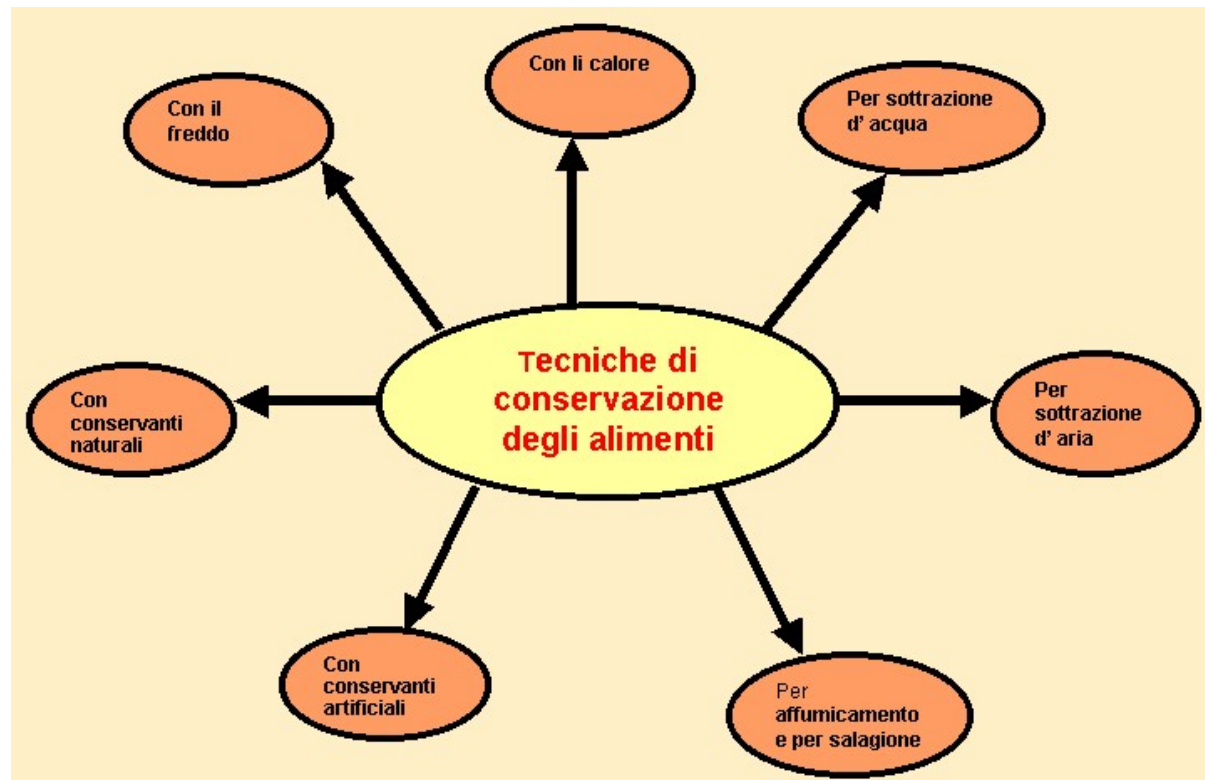 Con li calore
Con il
freddo
Per sottrazione
d' acqua
Tecniche di
conservazione
degli alimenti
Con
conservanti
naturali
Per
sottrazione
d' aria
Con
conservanti
artificiali
Per
affumicamento
e per salagione